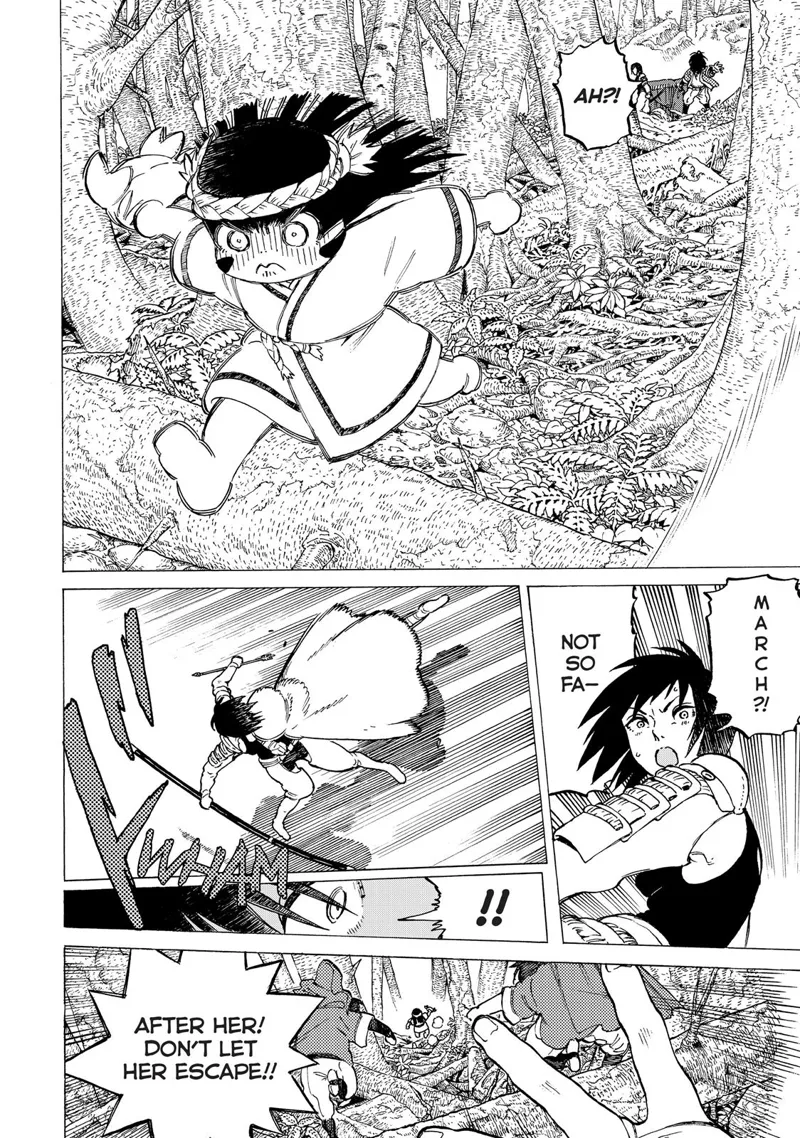 AH?!
MARCH?!
NOT
SO
FA–
WHAM
!!
AFTER HER!
DON'T LET
HER ESCAPE!!